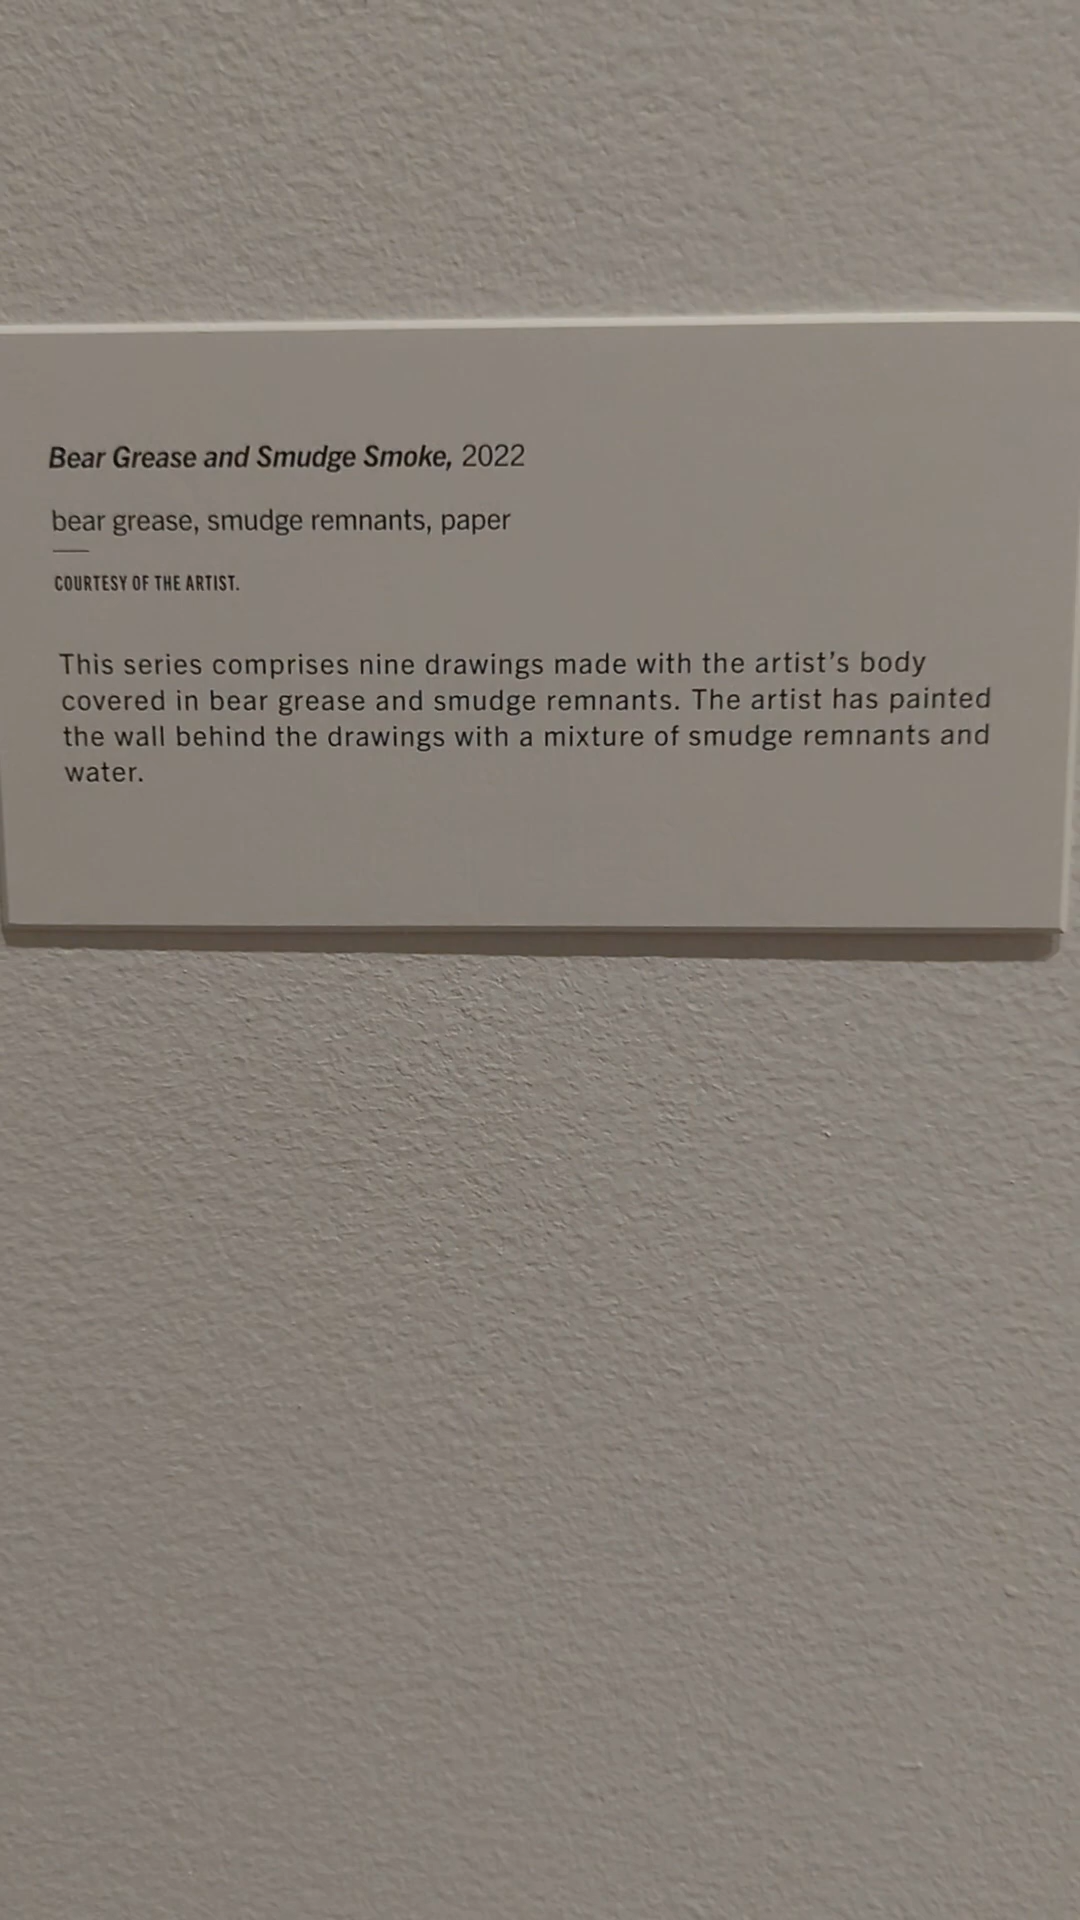 Bear Grease and Smudge Smoke, 2022
bear grease, smudge remnants, paper
COURTESY OF THE ARTIST.
This series comprises nine drawings made with the artist’s body
covered in bear grease and smudge remnants. The artist has painted
the wall behind the drawings with a mixture of smudge remnants and
water.